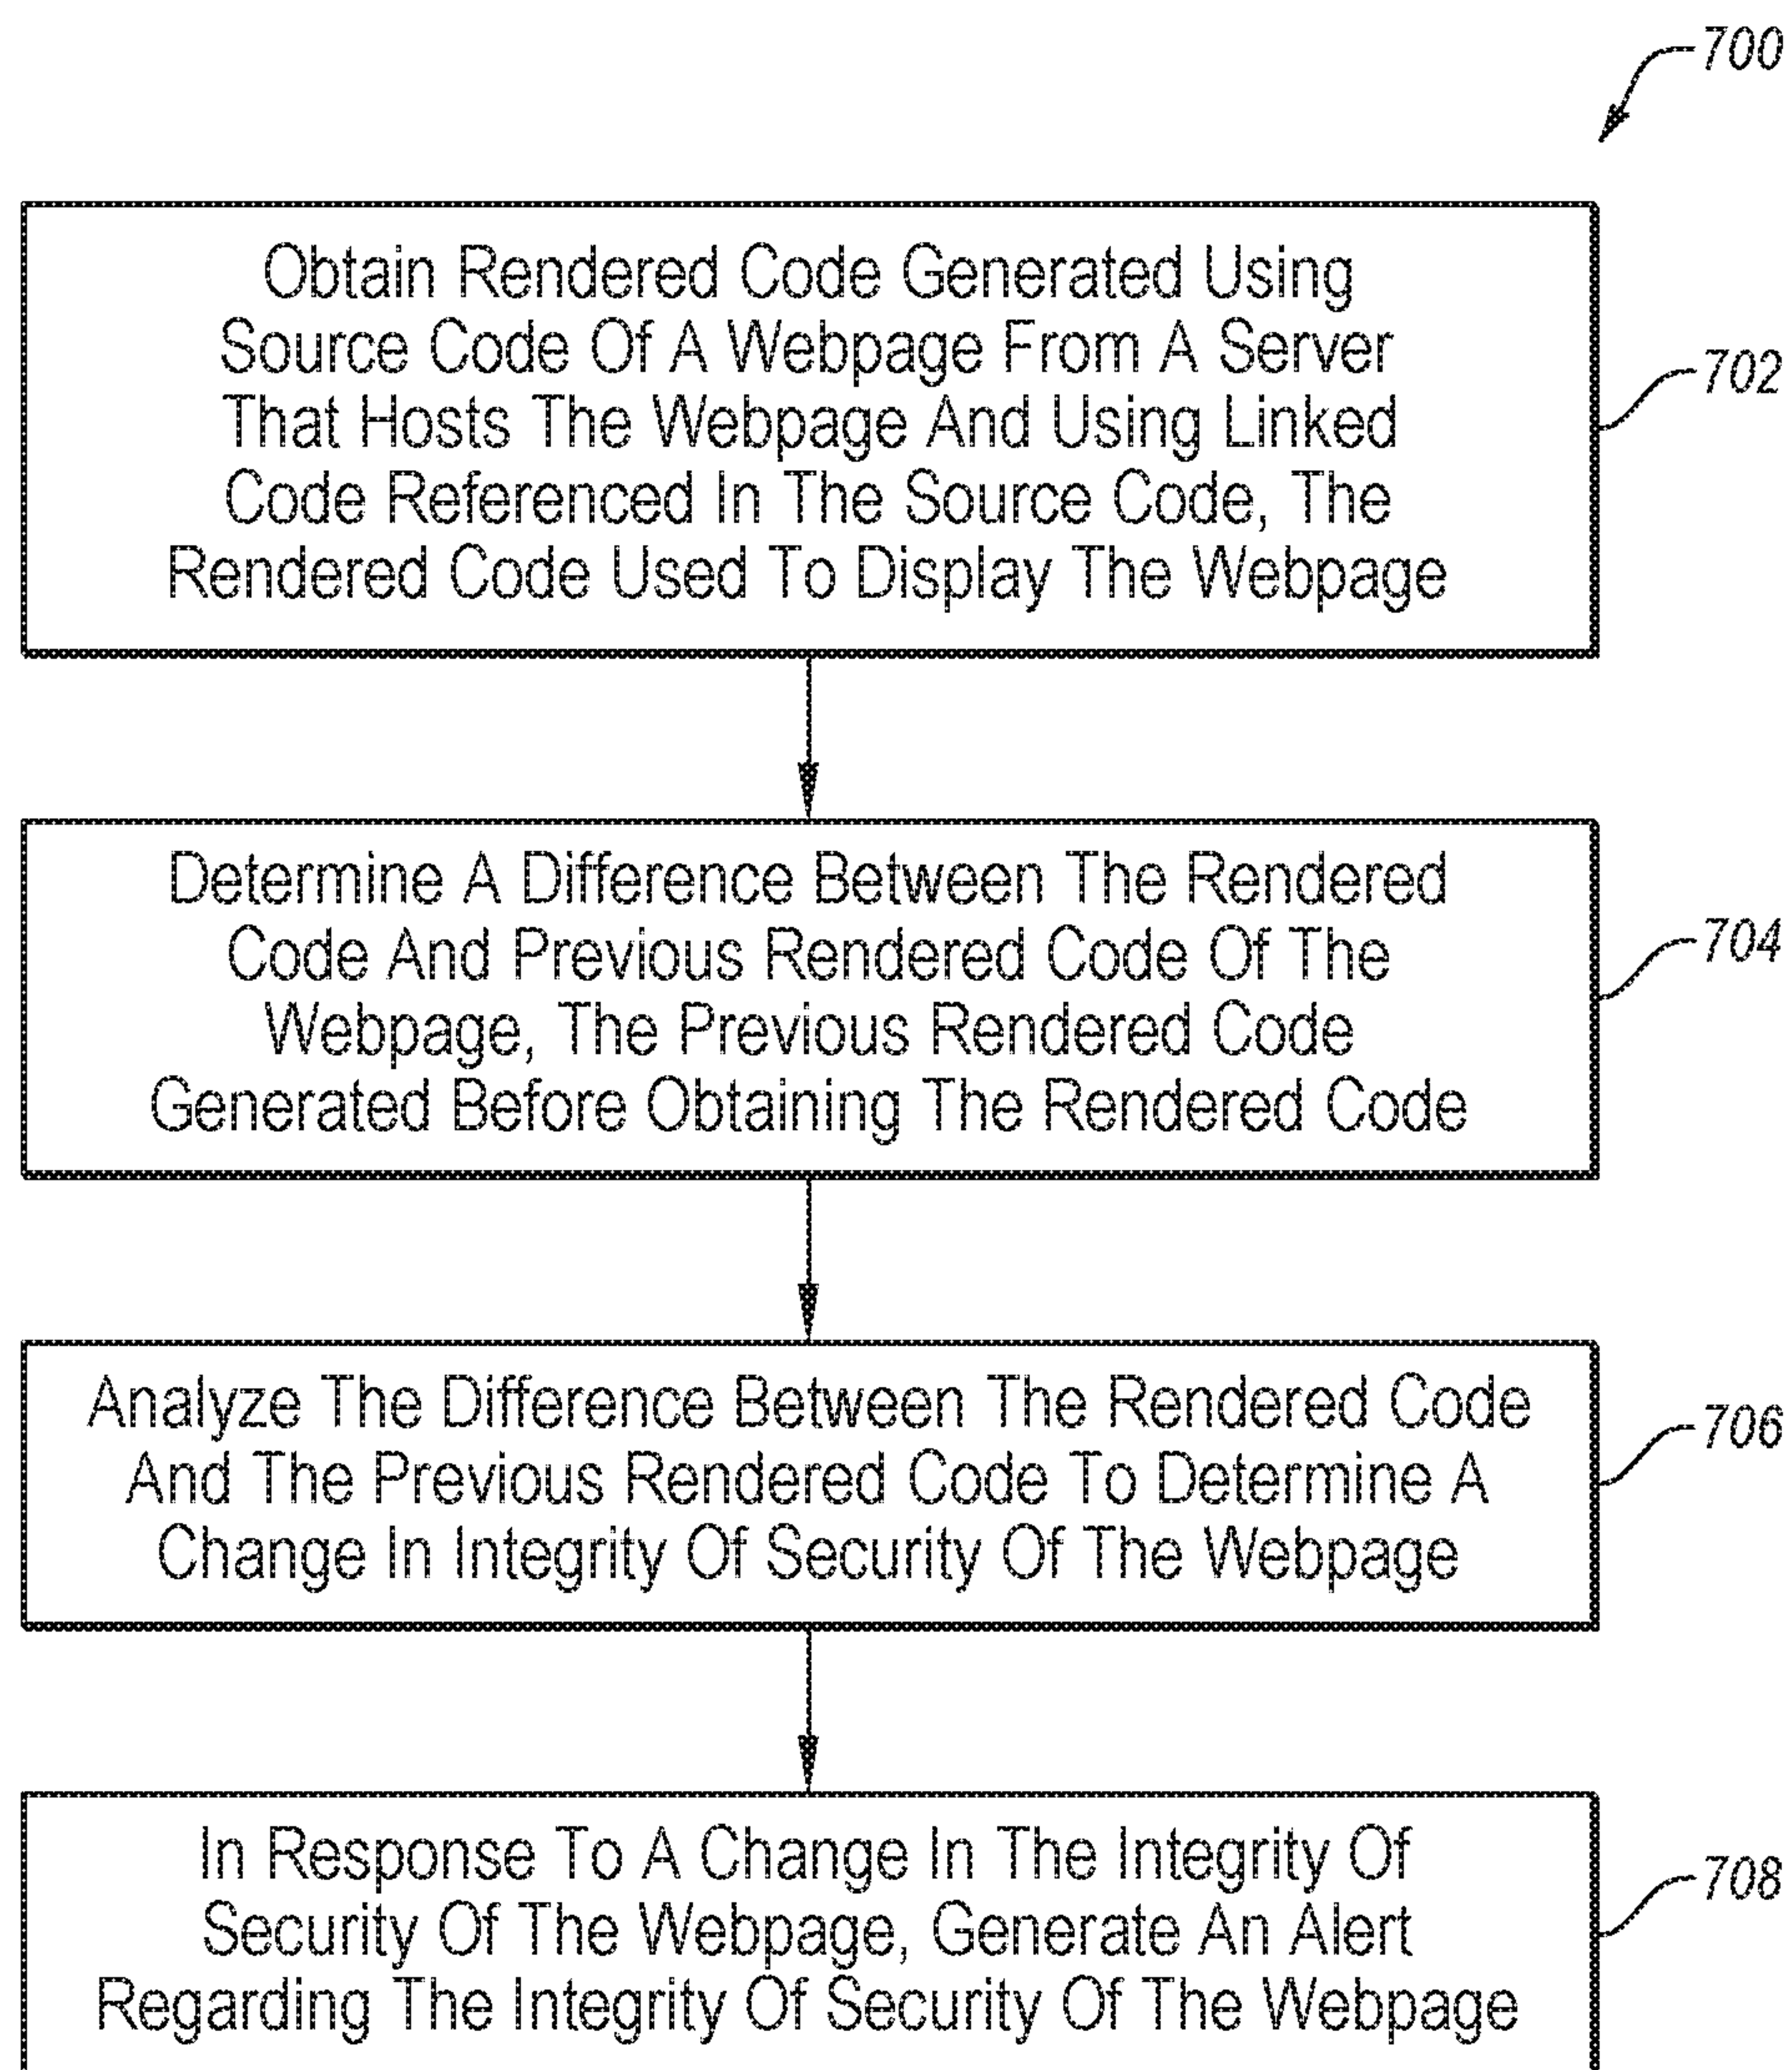 700
Obtain Rendered Code Generated Using
Source Code Of A Webpage From A Server
That Hosts The Webpage And Using Linked
Code Referenced In The Source Code, The
Rendered Code Used To Display The Webpage
702
Determine A Difference Between The Rendered
Code And Previous Rendered Code Of The
Webpage, The Previous Rendered Code
Generated Before Obtaining The Rendered Code
704
Analyze The Difference Between The Rendered Code
And The Previous Rendered Code To Determine A
Change In Integrity Of Security Of The Webpage
706
In Response To A Change In The Integrity Of
Security Of The Webpage, Generate An Alert
Regarding The Integrity Of Security Of The Webpage
708